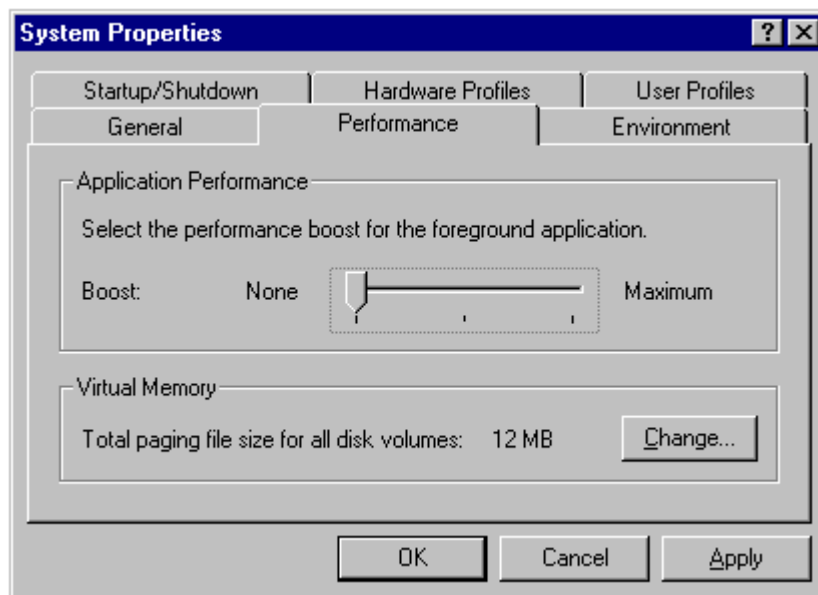 System Properties
Startup/Shutdown Hardware Profiles User Profiles
General Performance Environment
Application Performance
Select the performance boost for the foreground application.
Boost: None Maximum
Virtual Memory
Total paging file size for all disk volumes: 12 MB Change...
OK Cancel Apply